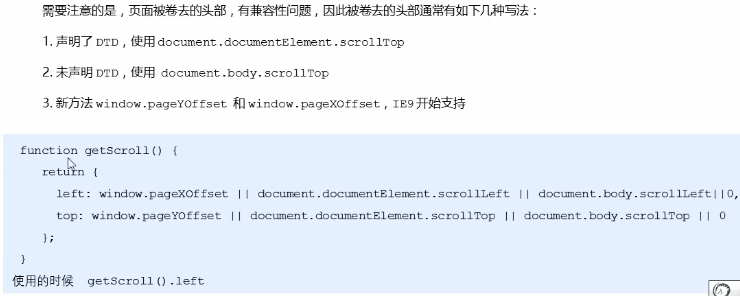 需要注意的是，页面被卷去的头部，有兼容性问题，因此被卷去的头部通常有如下几种写法：
1. 声明了 DTD，使用 document.documentElement.scrollTop
2. 未声明 DTD，使用 document.body.scrollTop
3. 新方法 window.pageYOffset 和 window.pageXOffset，IE9 开始支持
function getScroll() {
return {
left: window.pageXOffset || document.documentElement.scrollLeft || document.body.scrollLeft||0,
top: window.pageYOffset || document.documentElement.scrollTop || document.body.scrollTop || 0
};
}
使用的时候 getScroll().left